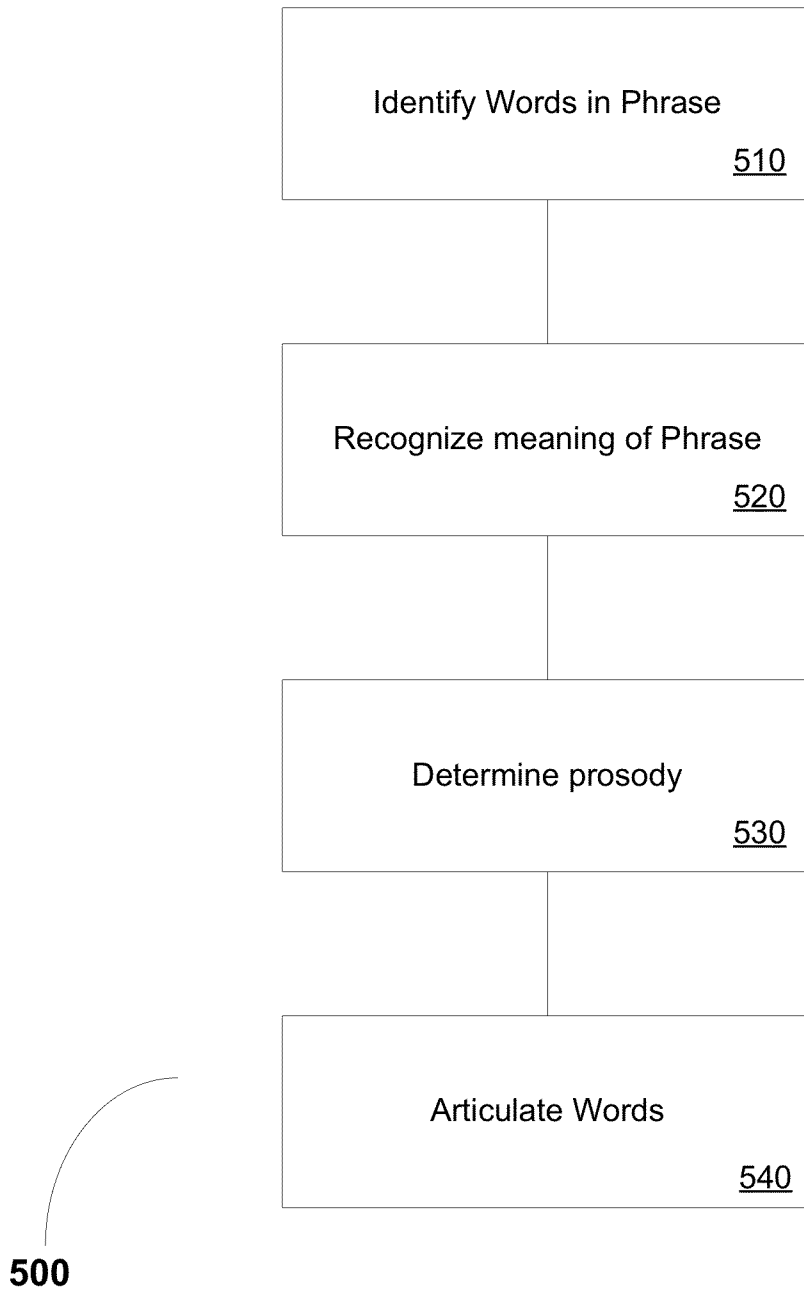 Identify Words in Phrase
510
Recognize meaning of Phrase
520
Determine prosody
530
Articulate Words
540
500